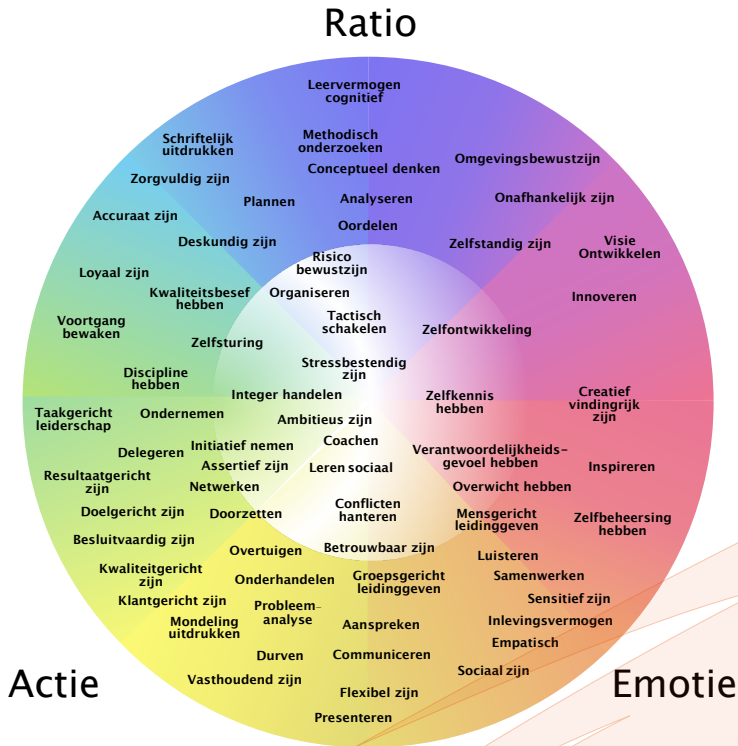 Ratio
Leervermogen
cognitief
Schriftelijk
uitdrukken
Methodisch
onderzoeken
Omgevingsbewustzijn
Conceptueel denken
Zorgvuldig zijn
Plannen
Analyseren
Onafhankelijk zijn
Accuraat zijn
Oordelen
Deskundig zijn
Zelfstandig zijn
Visie
Ontwikkelen
Risico
bewustzijn
Loyaal zijn
Kwaliteitsbesef
hebben
Organiseren
Innoveren
Voortgang
bewaken
Tactisch
schakelen
Zelfontwikkeling
Zelfsturing
Stressbestendig
zijn
Discipline
hebben
Integer handelen
Zelfkennis
hebben
Creatief
vindingrijk
zijn
Taakgericht
leiderschap
Ondernemen
Ambitieus zijn
Coachen
Delegeren
Initiatief nemen
Verantwoordelijkheids-
gevoel hebben
Assertief zijn
Leren sociaal
Inspireren
Resultaatgericht
zijn
Netwerken
Overwicht hebben
Doelgericht zijn
Doorzetten
Conflicten
hanteren
Mensgericht
leidinggeven
Zelfbeheersing
hebben
Besluitvaardig zijn
Overtuigen
Betrouwbaar zijn
Luisteren
Kwaliteitgericht
zijn
Onderhandelen
Groepsgericht
leidinggeven
Samenwerken
Klantgericht zijn
Sensitief zijn
Probleem-
analyse
Mondeling
uitdrukken
Aanspreken
Inlevingsvermogen
Empatisch
Durven
Communiceren
Vasthoudend zijn
Sociaal zijn
Flexibel zijn
Presenteren
Actie
Emotie